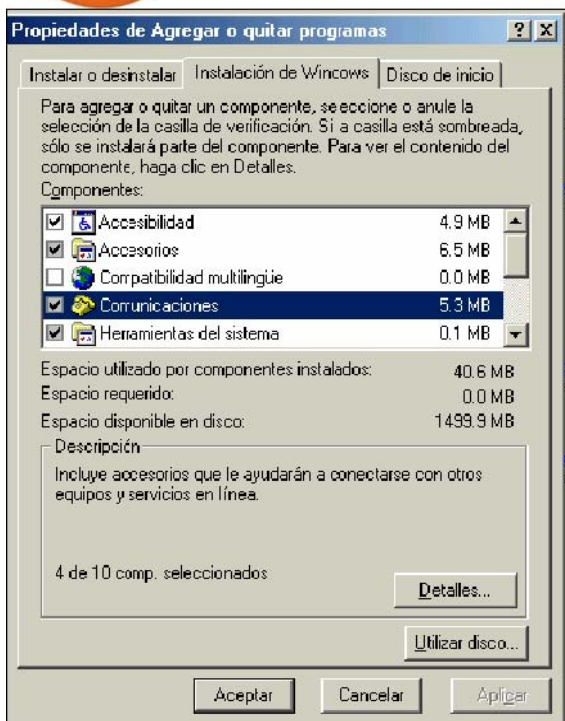 Propiedades de Agregar o quitar programas
Instalar o desinstalar Instalación de Wincows Disco de inicio
Para agregar o quitar un componente, seleccione o anule la
selección de la casilla de verificación. Si a casilla está sombreada,
sólo se instalará parte del componente. Para ver el contenido del
componente, haga clic en Detalles.
Componentes:
Accesibilidad 4.9 MB
Accesorios 6.5 MB
Compatibilidad multilingüe 0.0 MB
Comunicaciones 5.3 MB
Herramientas del sistema 0.1 MB
Espacio utilizado por componentes instalados: 40.6 MB
Espacio requerido: 0.0 MB
Espacio disponible en disco: 1499.9 MB
Descripción
Incluye accesorios que le ayudarán a conectarse con otros
equipos y servicios en línea.
4 de 10 comp. seleccionados
Detalles...
Utilizar disco...
Aceptar Cancelar Aplicar